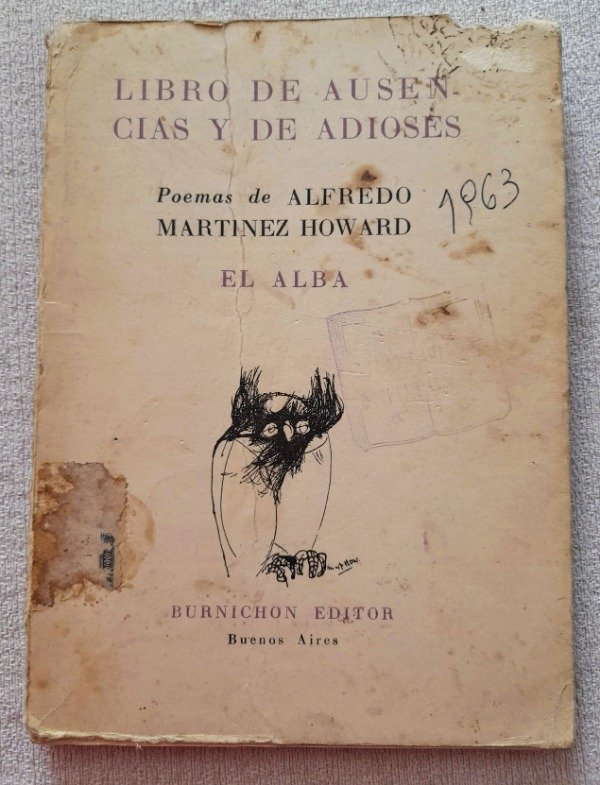 LIBRO DE AUSEN-
CIAS Y DE ADIOSES
Poemas de ALFREDO
MARTINEZ HOWARD
1963
EL ALBA
BURNICHON EDITOR
Buenos Aires